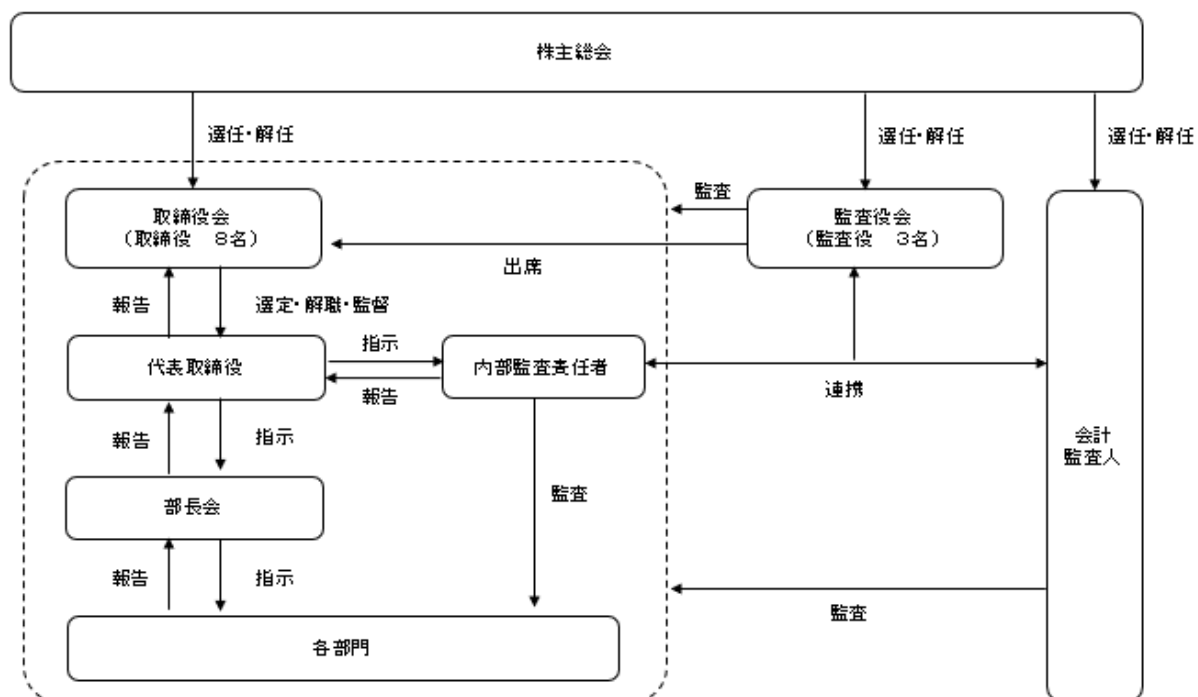 株主総会
選任・解任
選任・解任
選任・解任
取締役会
(取締役 8名)
監査
監査役会
(監査役 3名)
出席
報告
選定・解職・監督
代表取締役
指示
報告
内部監査責任者
連携
会計
監査人
報告
指示
部長会
監査
報告
指示
監査
各部門